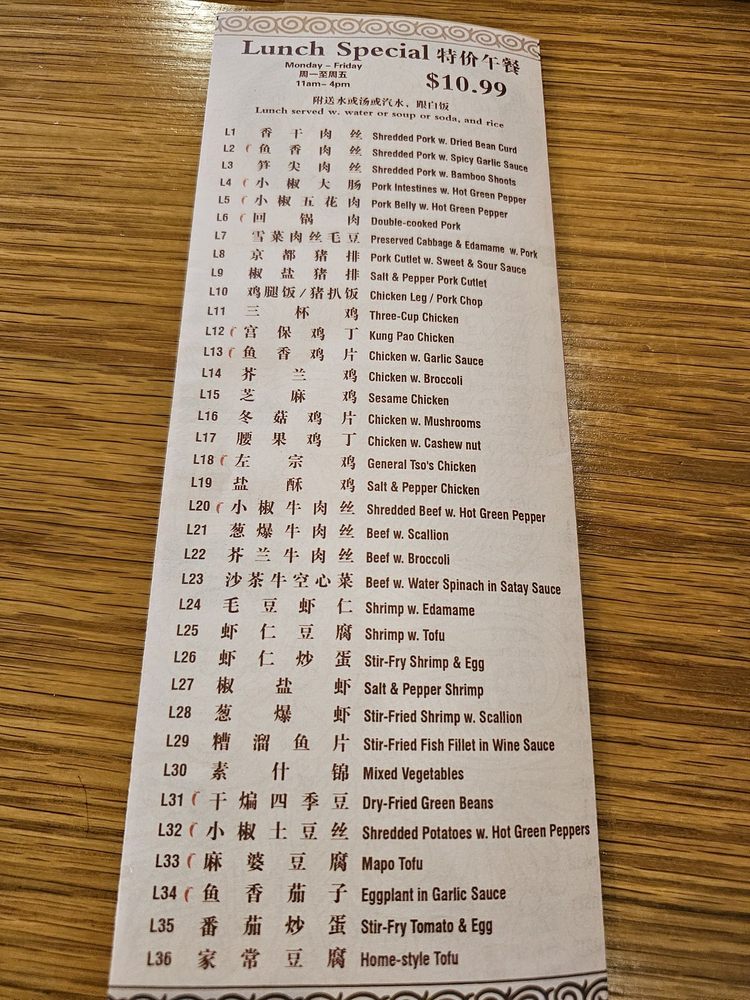 Lunch Special 特价午餐
Monday - Friday
周一至周五
11am- 4pm
$10.99
附送水或汤或汽水、跟白饭
Lunch served w. water or soup or soda, and rice
L1 香干肉丝 Shredded Pork w. Dried Bean Curd
L2 鱼香肉丝 Shredded Pork w. Spicy Garlic Sauce
L3 笋尖肉丝 Shredded Pork w. Bamboo Shoots
L4 小椒大肠 Pork Intestines w. Hot Green Pepper
L5 小椒五花肉 Pork Belly w. Hot Green Pepper
L6 回锅肉 Double-cooked Pork
L7 雪菜肉丝毛豆 Preserved Cabbage & Edamame w. Pork
L8 京都猪排 Pork Cutlet w. Sweet & Sour Sauce
L9 椒盐猪排 Salt & Pepper Pork Cutlet
L10 鸡腿饭/猪扒饭 Chicken Leg / Pork Chop
L11 三杯鸡 Three-Cup Chicken
L12 宫保鸡丁 Kung Pao Chicken
L13 鱼香鸡片 Chicken w. Garlic Sauce
L14 芥兰鸡 Chicken w. Broccoli
L15 芝麻鸡 Sesame Chicken
L16 冬菇鸡片 Chicken w. Mushrooms
L17 腰果鸡丁 Chicken w. Cashew nut
L18 左宗鸡 General Tso's Chicken
L19 盐酥鸡 Salt & Pepper Chicken
L20 小椒牛肉丝 Shredded Beef w. Hot Green Pepper
L21 葱爆牛肉丝 Beef w. Scallion
L22 芥兰牛肉丝 Beef w. Broccoli
L23 沙茶牛空心菜 Beef w. Water Spinach in Satay Sauce
L24 毛豆虾仁 Shrimp w. Edamame
L25 虾仁豆腐 Shrimp w. Tofu
L26 虾仁炒蛋 Stir-Fry Shrimp & Egg
L27 椒盐虾 Salt & Pepper Shrimp
L28 葱爆虾 Stir-Fried Shrimp w. Scallion
L29 糟溜鱼片 Stir-Fried Fish Fillet in Wine Sauce
L30 素什锦 Mixed Vegetables
L31 干煸四季豆 Dry-Fried Green Beans
L32 小椒土豆丝 Shredded Potatoes w. Hot Green Peppers
L33 麻婆豆腐 Mapo Tofu
L34 鱼香茄子 Eggplant in Garlic Sauce
L35 番茄炒蛋 Stir-Fry Tomato & Egg
L36 家常豆腐 Home-style Tofu